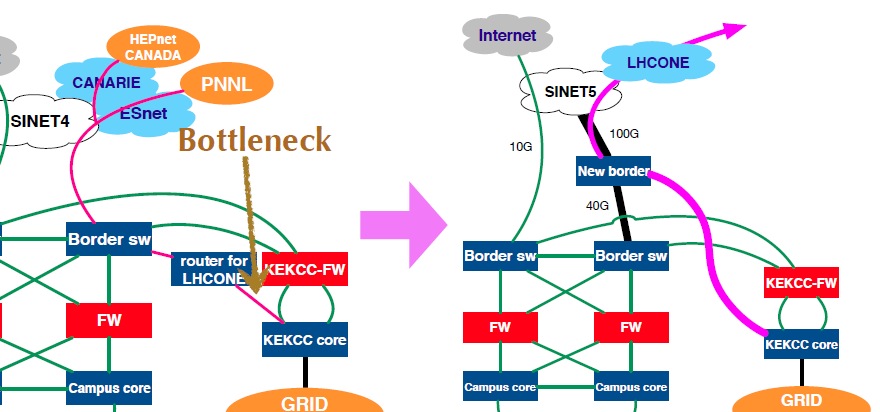 HEPnet
CANADA
CANARIE
PNNL
ESnet
SINET4
Bottleneck
Border sw
router for
LHCONE
KEKCC-FW
FW
KEKCC core
Campus core
GRID
Internet
LHCONE
SINET5
100G
10G
New border
40G
Border sw
Border sw
KEKCC-FW
FW
FW
KEKCC core
Campus core
Campus core
GRID